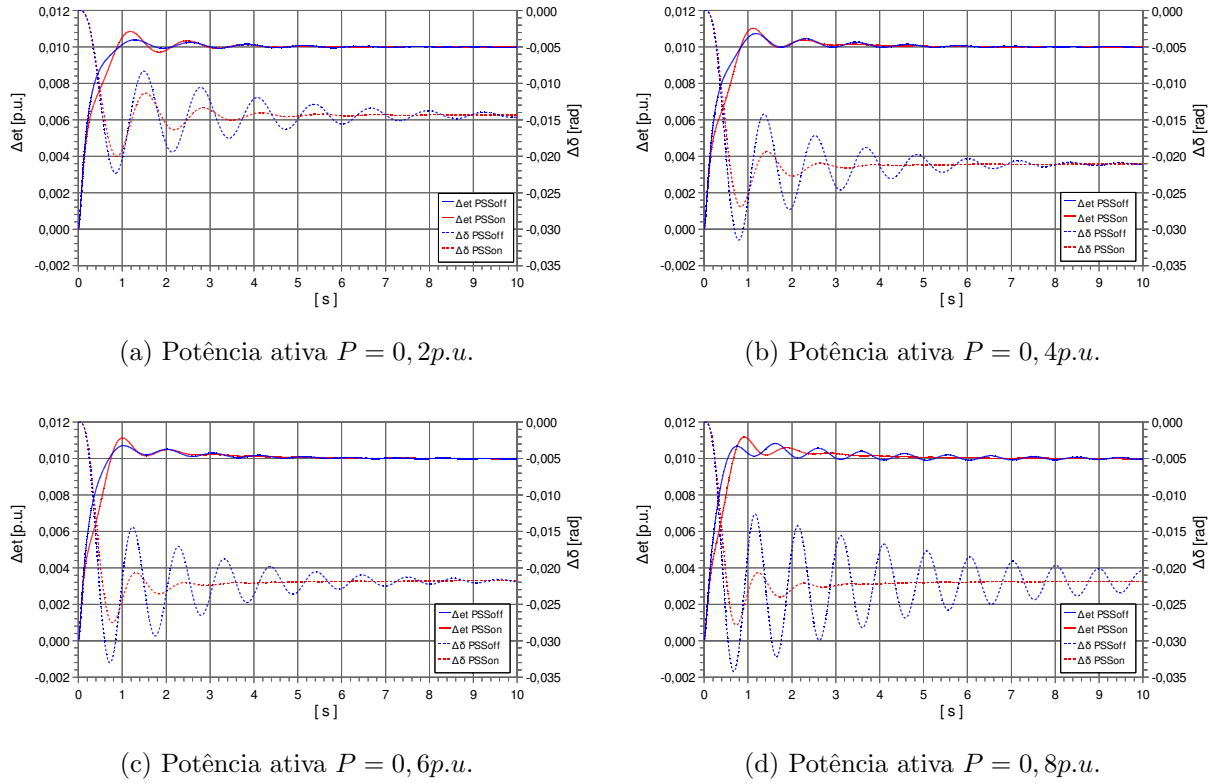 0,012
0,010
0,008
0,006
0,004
0,002
0,000
-0,002
Δet [p.u.]
0,000
-0,005
-0,010
-0,015
-0,020
-0,025
-0,030
-0,035
Δδ [rad]
Δet PSSoff
Δet PSSon
Δδ PSSoff
Δδ PSSon
0 1 2 3 4 5 6 7 8 9 10
[ s ]
(a) Potência ativa P = 0, 2p.u.
0,012
0,010
0,008
0,006
0,004
0,002
0,000
-0,002
Δet [p.u.]
0,000
-0,005
-0,010
-0,015
-0,020
-0,025
-0,030
-0,035
Δδ [rad]
Δet PSSoff
Δet PSSon
Δδ PSSoff
Δδ PSSon
0 1 2 3 4 5 6 7 8 9 10
[ s ]
(b) Potência ativa P = 0, 4p.u.
0,012
0,010
0,008
0,006
0,004
0,002
0,000
-0,002
Δet [p.u.]
0,000
-0,005
-0,010
-0,015
-0,020
-0,025
-0,030
-0,035
Δδ [rad]
Δet PSSoff
Δet PSSon
Δδ PSSoff
Δδ PSSon
0 1 2 3 4 5 6 7 8 9 10
[ s ]
(c) Potência ativa P = 0, 6p.u.
0,012
0,010
0,008
0,006
0,004
0,002
0,000
-0,002
Δet [p.u.]
0,000
-0,005
-0,010
-0,015
-0,020
-0,025
-0,030
-0,035
Δδ [rad]
Δet PSSoff
Δet PSSon
Δδ PSSoff
Δδ PSSon
0 1 2 3 4 5 6 7 8 9 10
[ s ]
(d) Potência ativa P = 0, 8p.u.